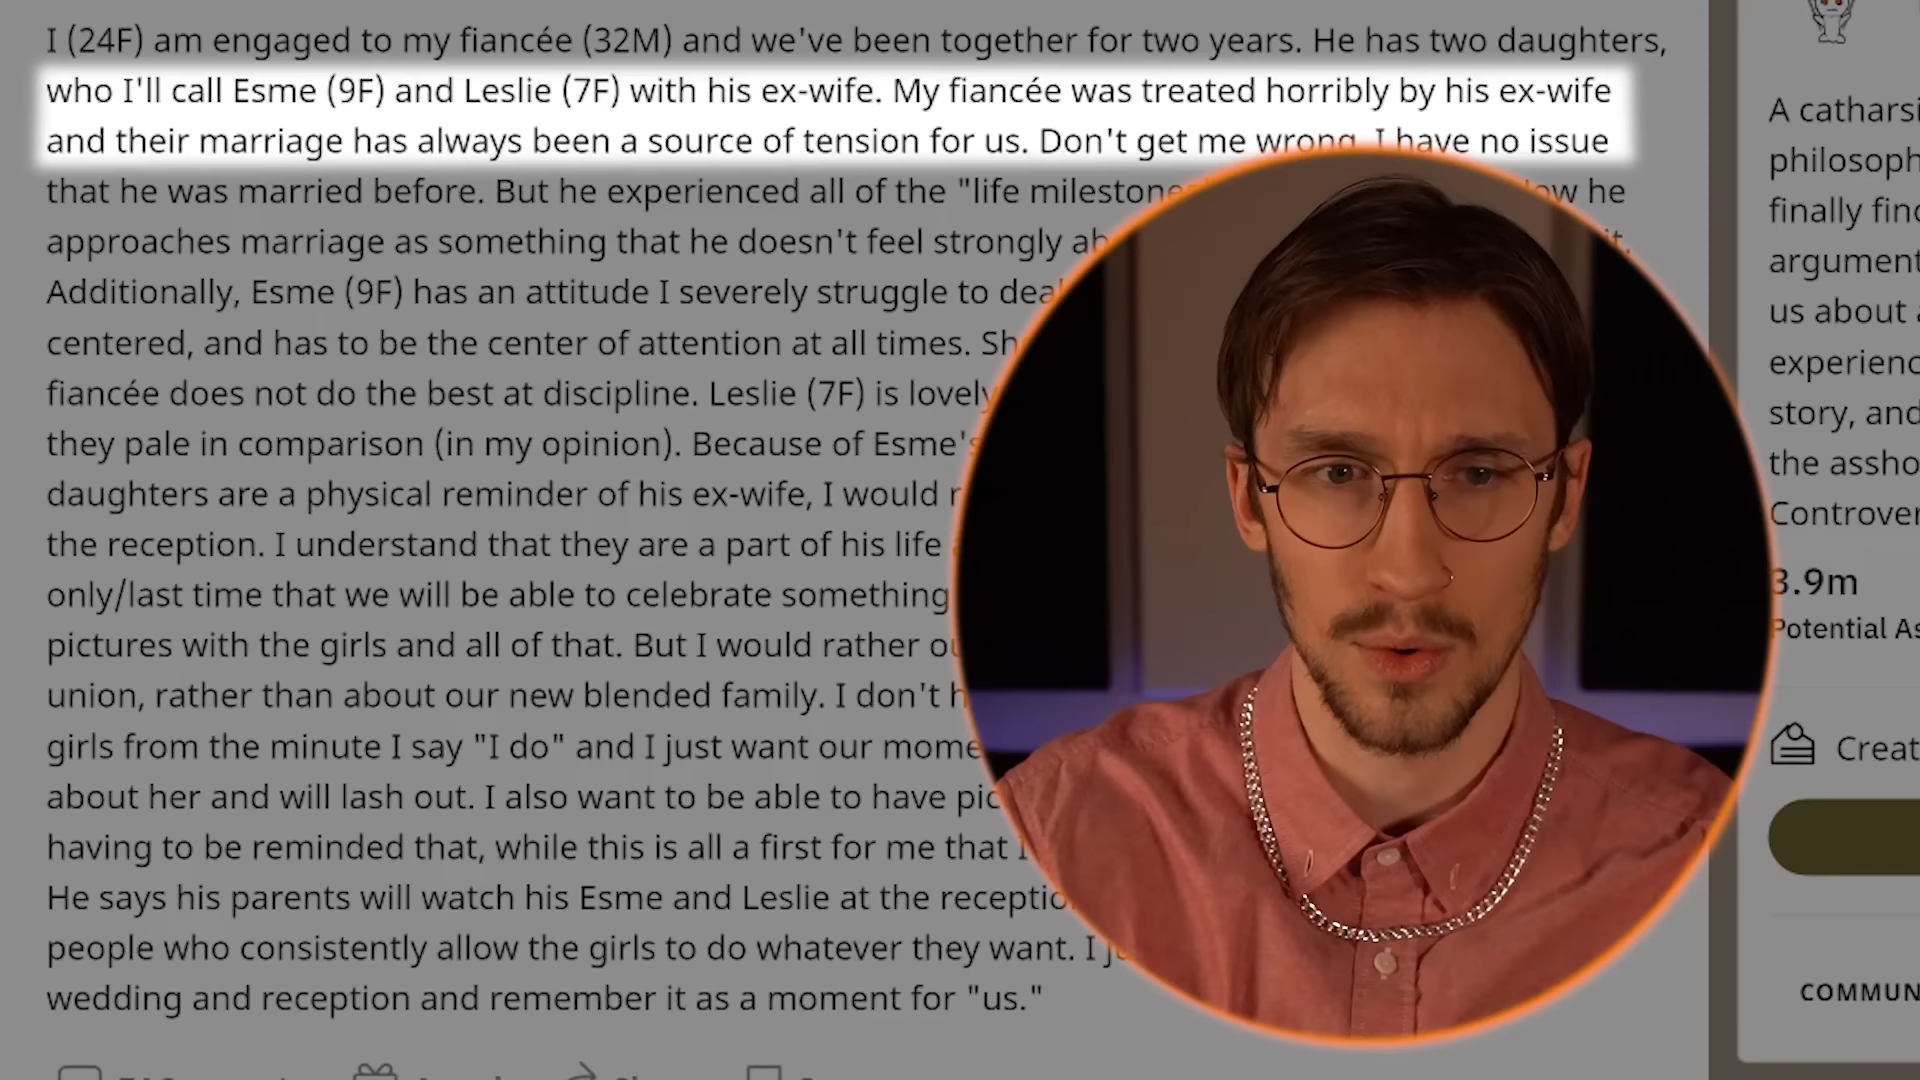 I (24F) am engaged to my fiancée (32M) and we've been together for two years. He has two daughters,
who I'll call Esme (9F) and Leslie (7F) with his ex-wife. My fiancée was treated horribly by his ex-wife
and their marriage has always been a source of tension for us. Don't get me wrong, I have no issue
that he was married before. But he experienced all of the "life milestone he
approaches marriage as something that he doesn't feel strongly
Additionally, Esme (9F) has an attitude I severely struggle to
centered, and has to be the center of attention at all times.
fiancée does not do the best at discipline. Leslie (7F) is lovely
they pale in comparison (in my opinion). Because of Esme's
daughters are a physical reminder of his ex-wife, I would
the reception. I understand that they are a part of his life
only/last time that we will be able to celebrate something
pictures with the girls and all of that. But I would rather
union, rather than about our new blended family. I don't
girls from the minute I say "I do" and I just want our
about her and will lash out. I also want to be able to have
having to be reminded that, while this is all a first for me that
He says his parents will watch his Esme and Leslie at the
people who consistently allow the girls to do whatever they want. I
wedding and reception and remember it as a moment for "us."
A
us about
story, and
3.9m
Potential